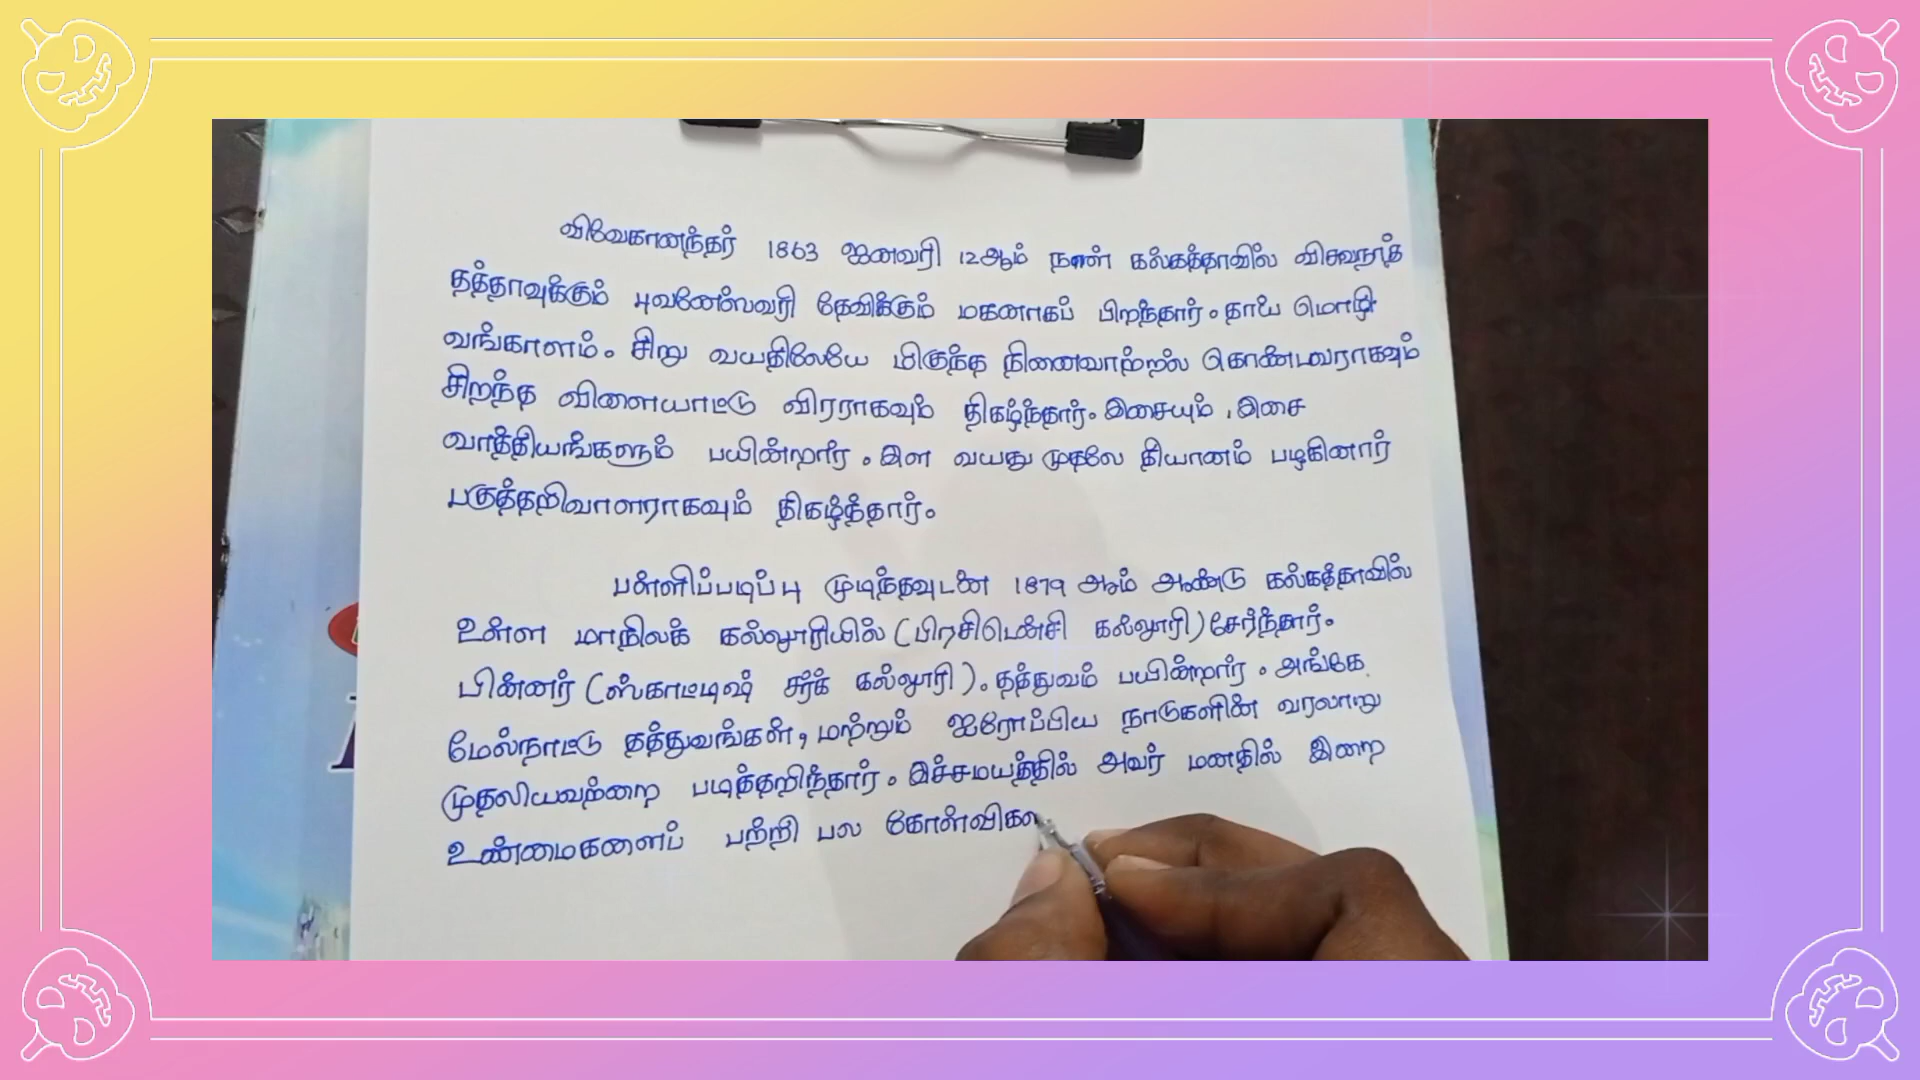 விவேகானந்தர் 1863 ஜனவரி 12ஆம் நாள் கல்கத்தாவில் விசுவநாத்
தத்தாவுக்கும் புவனேஸ்வரி தேவிக்கும் மகனாகப் பிறந்தார். தாய் மொழி
வங்காளம். சிறு வயதிலேயே மிகுந்த நினைவாற்றல் கொண்டவராகவும்
சிறந்த விளையாட்டு விரராகவும் திகழ்ந்தார். இசையும், இசை
வாத்தியங்களும் பயின்றார். இள வயது முதலே தியானம் பழகினார்
பகுத்தறிவாளராகவும் திகழ்ந்தார்.
பள்ளிப்படிப்பு முடிந்தவுடன் 1879 ஆம் ஆண்டு கல்கத்தாவில்
உள்ள மாநிலக் கல்லூரியில் (பிரசிடென்சி கல்லூரி) சேர்ந்தார்.
பின்னர் (ஸ்காட்டிஷ் சர்ச் கல்லூரி). தத்துவம் பயின்றார். அங்கே
மேல்நாட்டு தத்துவங்கள், மற்றும் ஐரோப்பிய நாடுகளின் வரலாறு
முதலியவற்றை படித்தறிந்தார். இச்சமயத்தில் அவர் மனதில் இறை
உண்மைகளைப் பற்றி பல கேள்விக